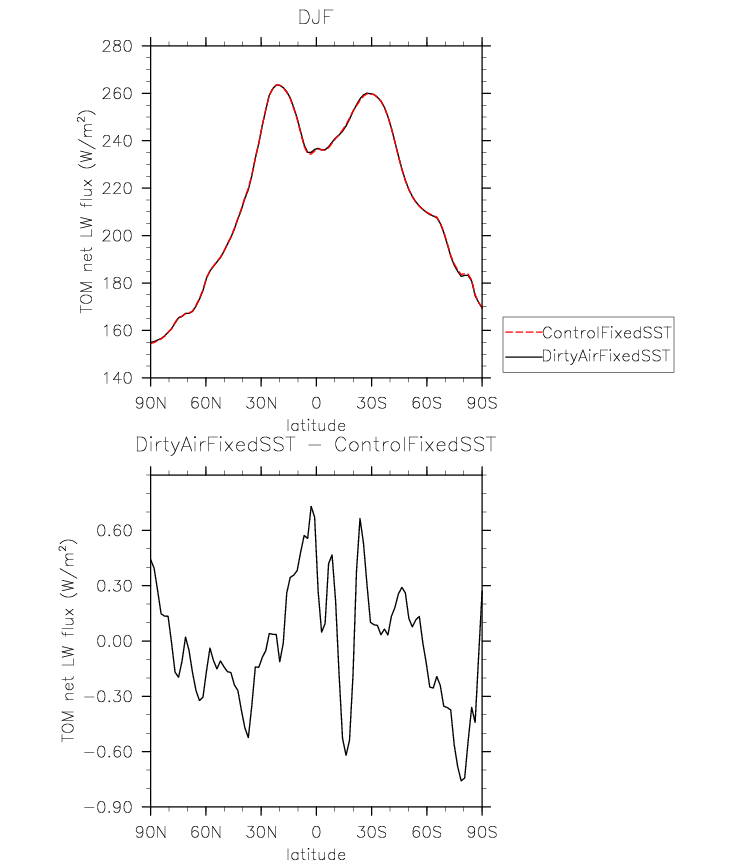 DJF
280
260
240
220
200
180
160
140
TOM net LW flux (W/m²)
90N 60N 30N 0 30S 60S 90S
latitude
ControlFixedSST
DirtyAirFixedSST
DirtyAirFixedSST − ControlFixedSST
0.60
0.30
0.00
−0.30
−0.60
−0.90
TOM net LW flux (W/m²)
90N 60N 30N 0 30S 60S 90S
latitude